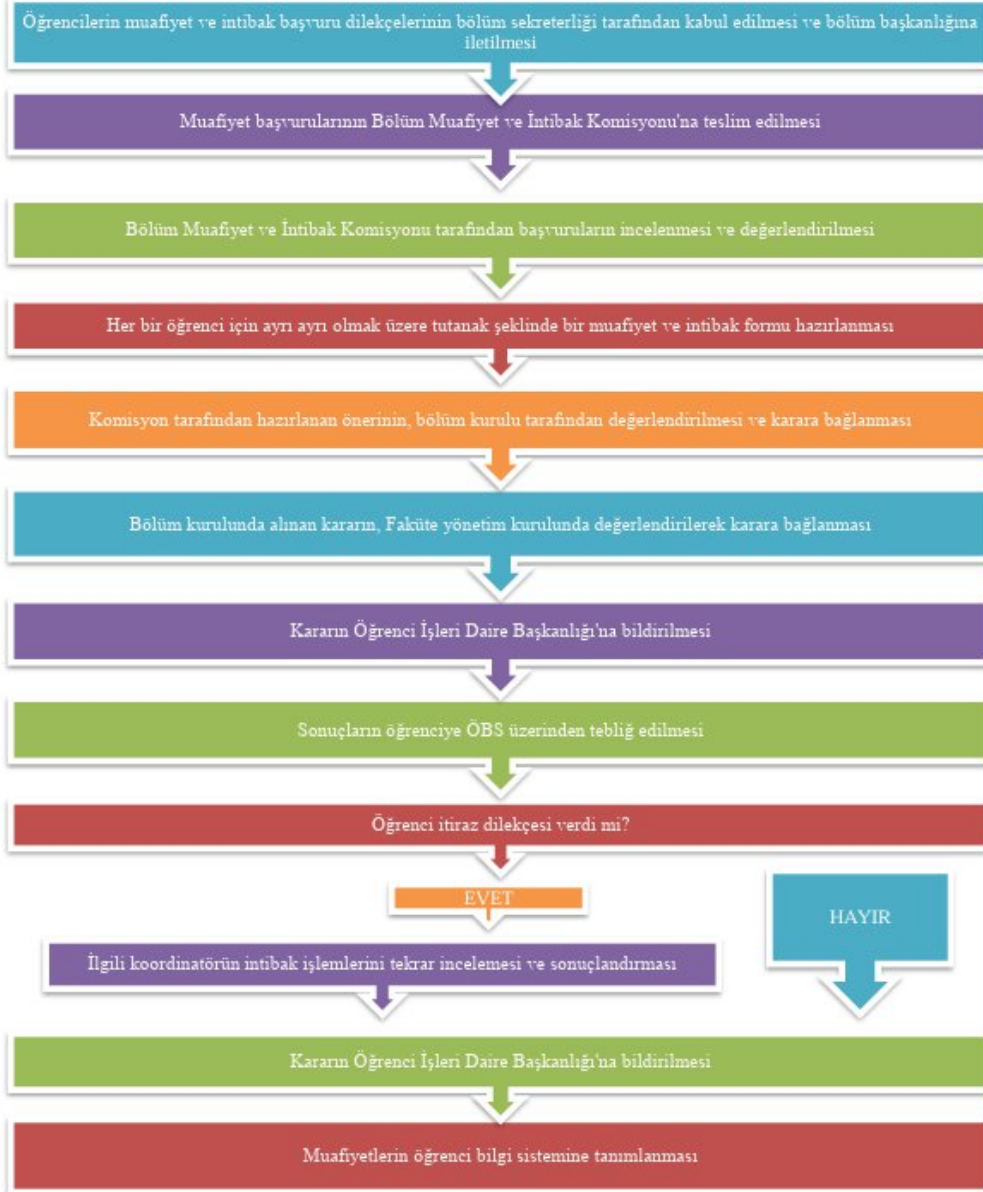 Öğrencilerin muafiyet ve intibak başvuru dilekçelerinin bölüm sekreterliği tarafından kabul edilmesi ve bölüm başkanlığına
iletilmesi
Muafiyet başvurularının Bölüm Muafiyet ve İntibak Komisyonu'na teslim edilmesi
Bölüm Muafiyet ve İntibak Komisyonu tarafından başvuruların incelenmesi ve değerlendirilmesi
Her bir öğrenci için ayrı ayrı olmak üzere tutanak şeklinde bir muafiyet ve intibak formu hazırlanması
Komisyon tarafından hazırlanan önerinin, bölüm kurulu tarafından değerlendirilmesi ve karara bağlanması
Bölüm kurulunda alınan kararın, Faküte yönetim kurulunda değerlendirilerek karara bağlanması
Kararın Öğrenci İşleri Daire Başkanlığı'na bildirilmesi
Sonuçların öğrenciye ÖBS üzerinden tebliğ edilmesi
Öğrenci itiraz dilekçesi verdi mi?
EVET
HAYIR
İlgili koordinatörün intibak işlemlerini tekrar incelemesi ve sonuçlandırması
Kararın Öğrenci İşleri Daire Başkanlığı'na bildirilmesi
Muafiyetlerin öğrenci bilgi sistemine tanımlanması